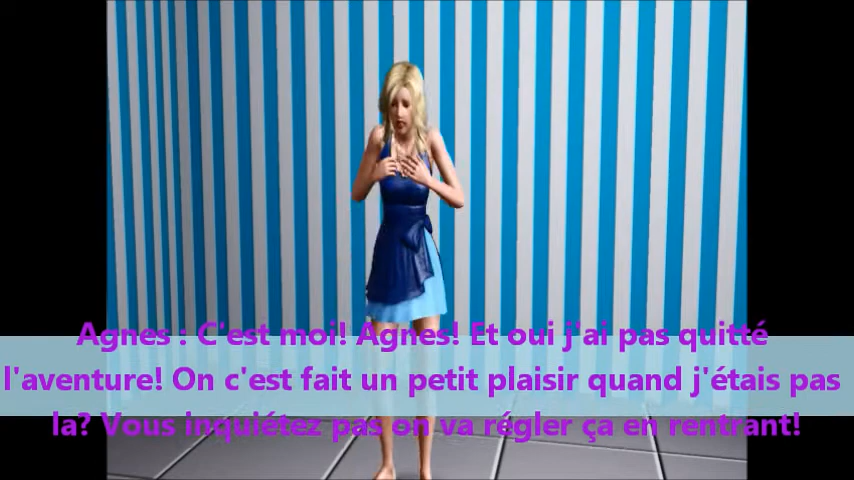 Agnes : C'est moi! Agnes! Et oui j'ai pas quitté
l'aventure! On c'est fait un petit plaisir quand j'étais pas
la? Vous inquiétez pas on va régler ça en rentrant!